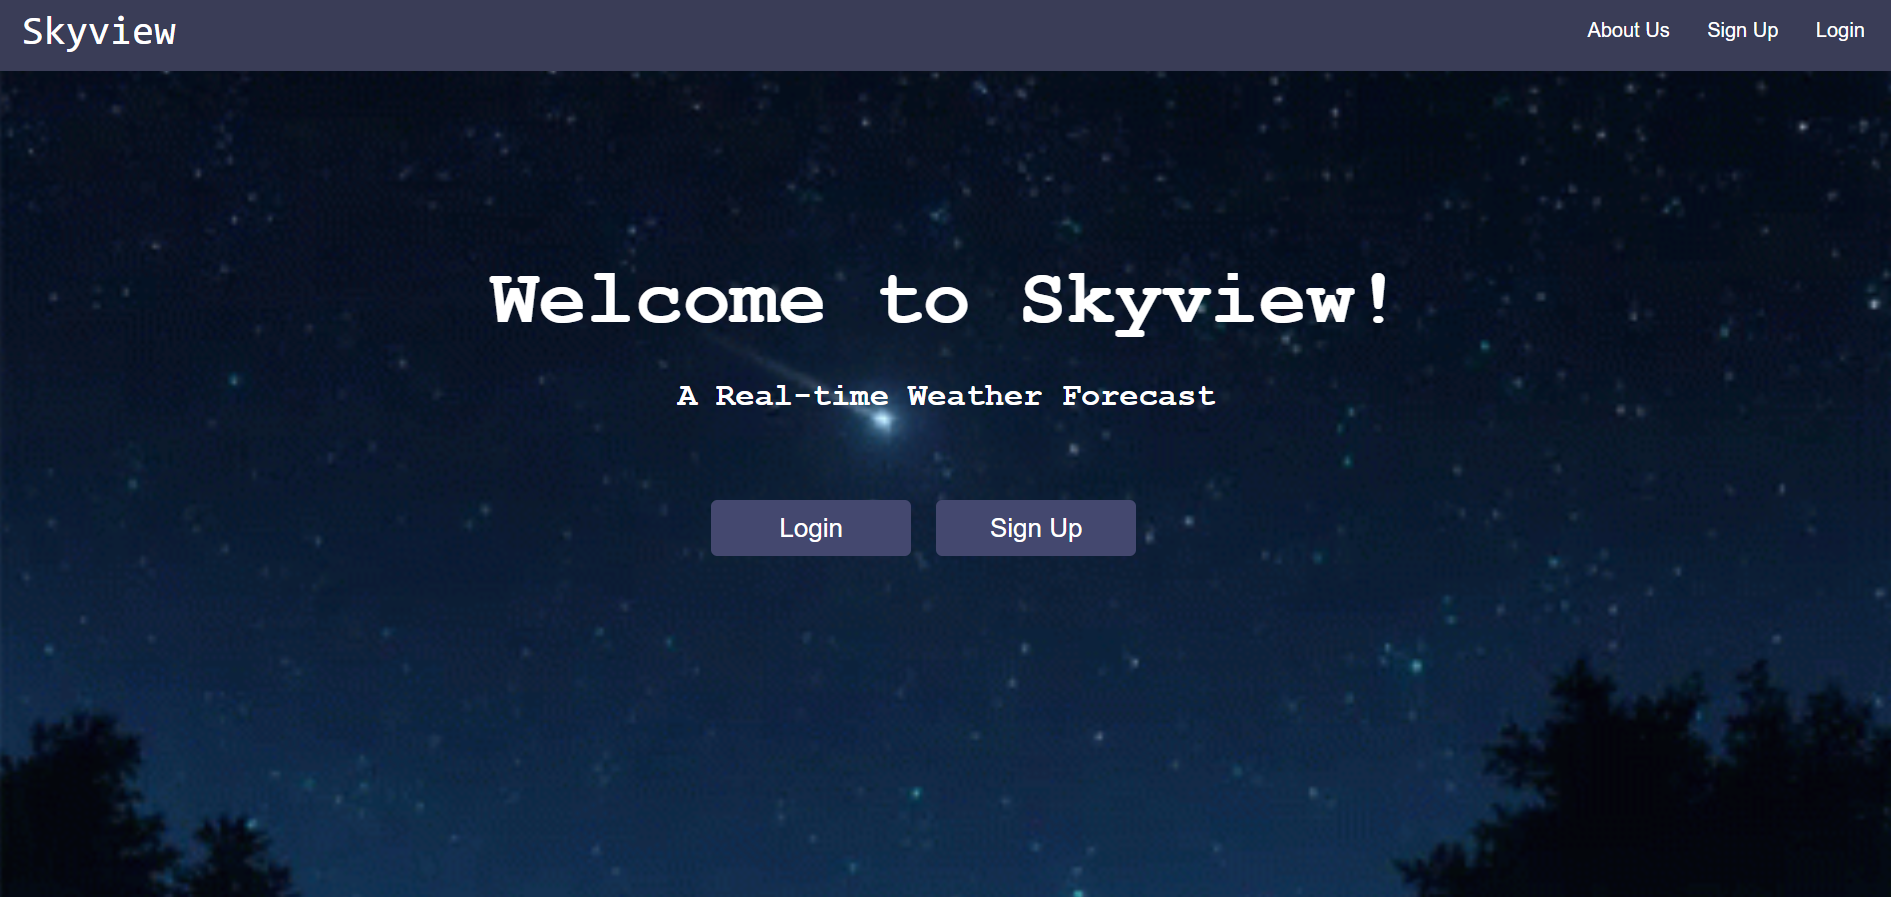 Skyview
About Us
Sign Up
Login
Welcome to Skyview!
A Real-time Weather Forecast
Login
Sign Up